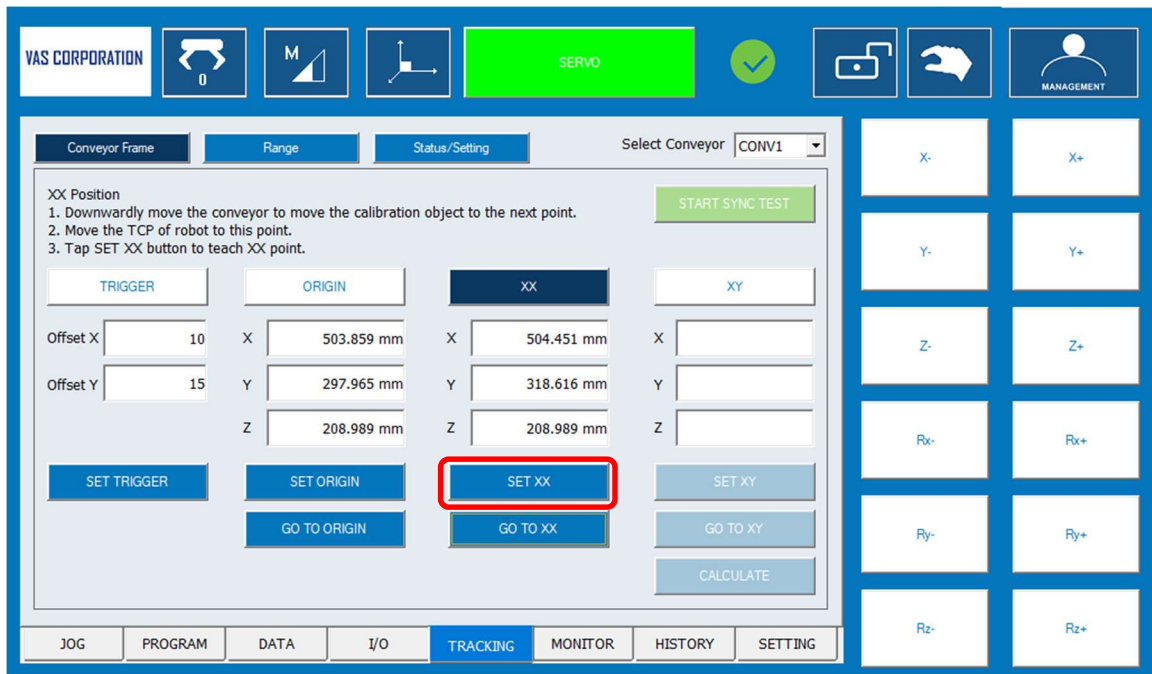 VAS CORPORATION
0
M
SERVO
MANAGEMENT
Conveyor Frame
Range
Status/Setting
Select Conveyor
CONV1
XX Position
1. Downwardly move the conveyor to move the calibration object to the next point.
2. Move the TCP of robot to this point.
3. Tap SET XX button to teach XX point.
START SYNC TEST
TRIGGER
ORIGIN
XX
XY
Offset X 10 X 503.859 mm X 504.451 mm X
Offset Y 15 Y 297.965 mm Y 318.616 mm Y
Z 208.989 mm Z 208.989 mm Z
SET TRIGGER
SET ORIGIN
SET XX
SET XY
GO TO ORIGIN
GO TO XX
GO TO XY
CALCULATE
JOG
PROGRAM
DATA
I/O
TRACKING
MONITOR
HISTORY
SETTING
X-
X+
Y-
Y+
Z-
Z+
Rx-
Rx+
Ry-
Ry+
Rz-
Rz+